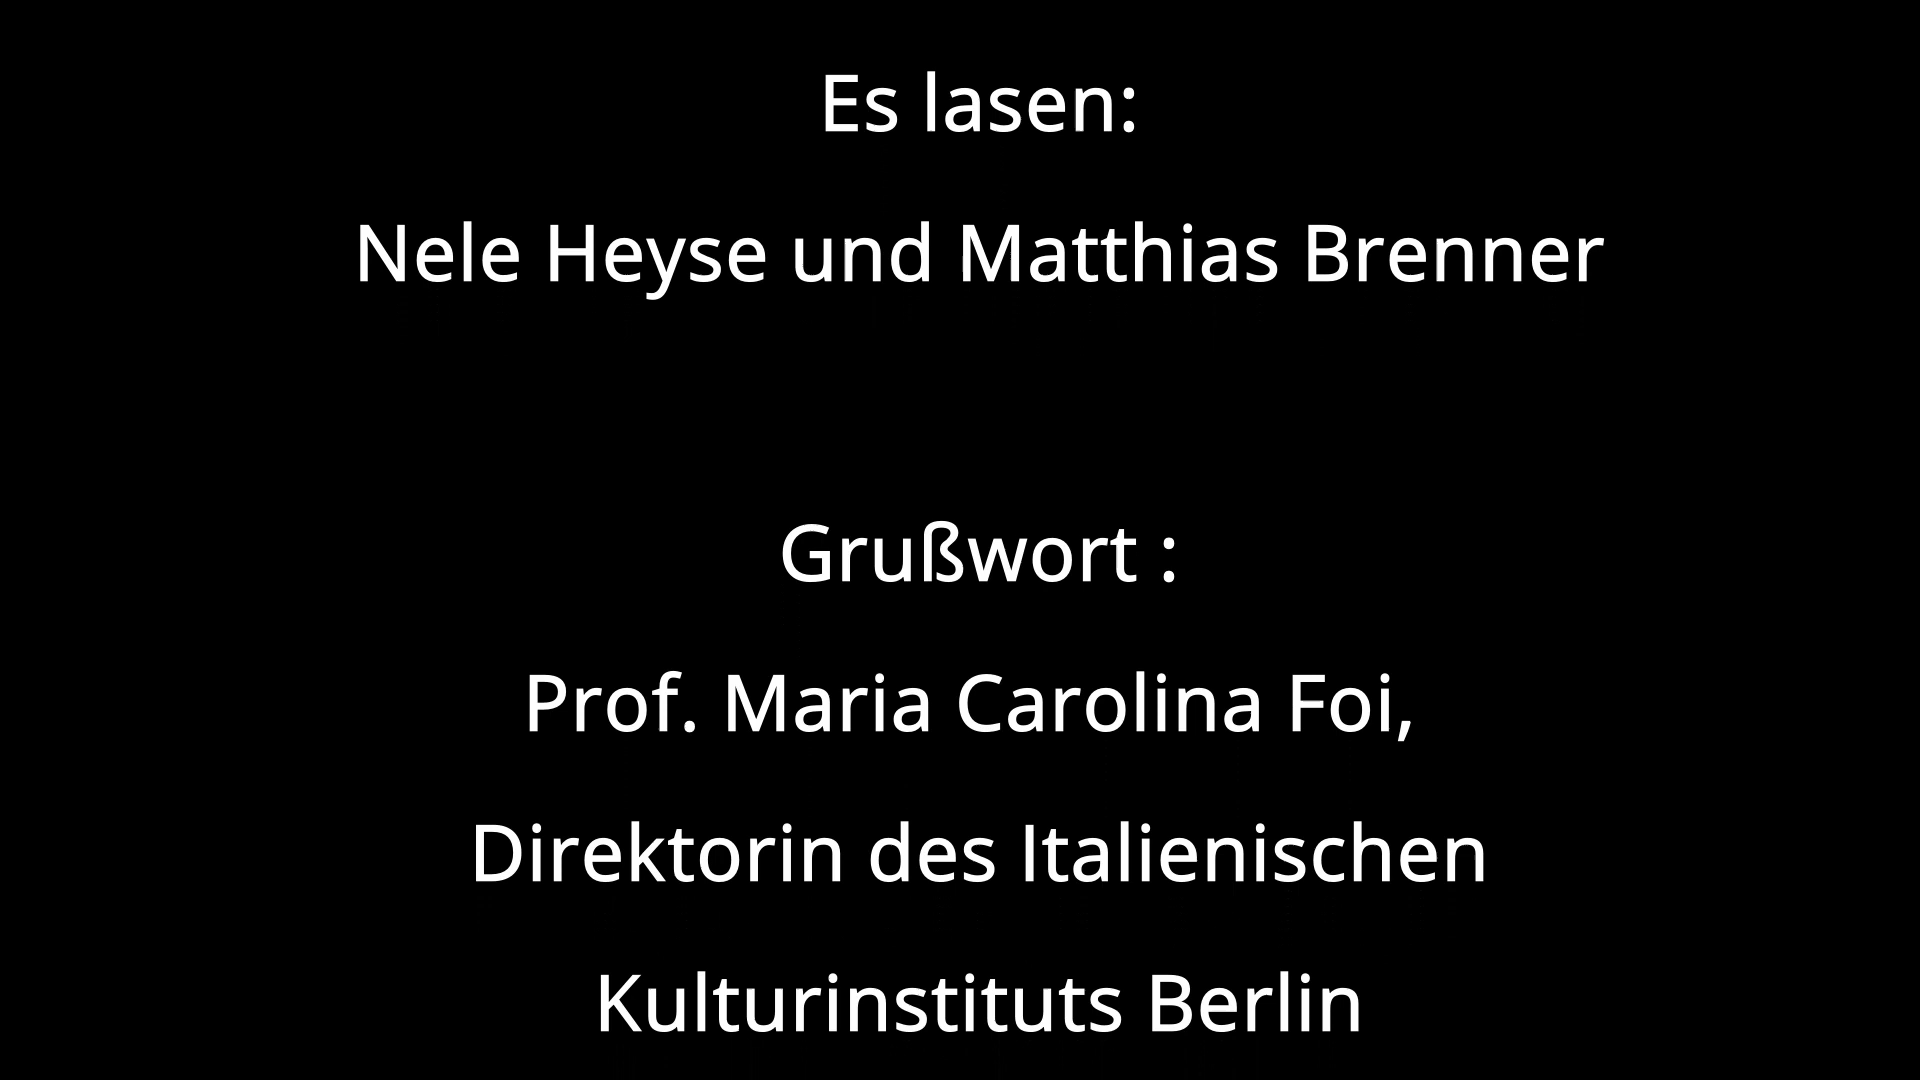 Es lasen:
Nele Heyse und Matthias Brenner
Grußwort :
Prof. Maria Carolina Foi,
Direktorin des Italienischen
Kulturinstituts Berlin